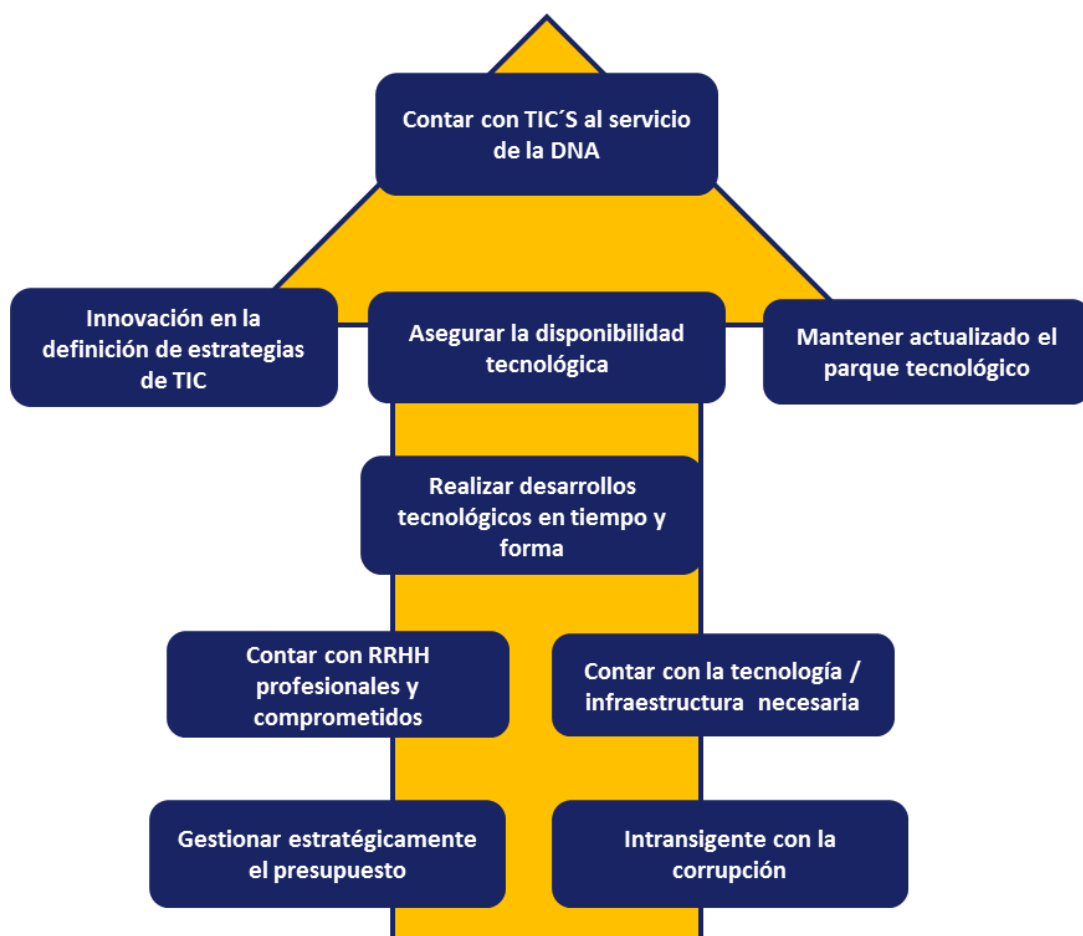 Contar con TIC´S al servicio
de la DNA
Innovación en la
definición de estrategias
de TIC
Asegurar la disponibilidad
tecnológica
Mantener actualizado el
parque tecnológico
Realizar desarrollos
tecnológicos en tiempo y
forma
Contar con RRHH
profesionales y
comprometidos
Contar con la tecnología /
infraestructura necesaria
Gestionar estratégicamente
el presupuesto
Intransigente con la
corrupción